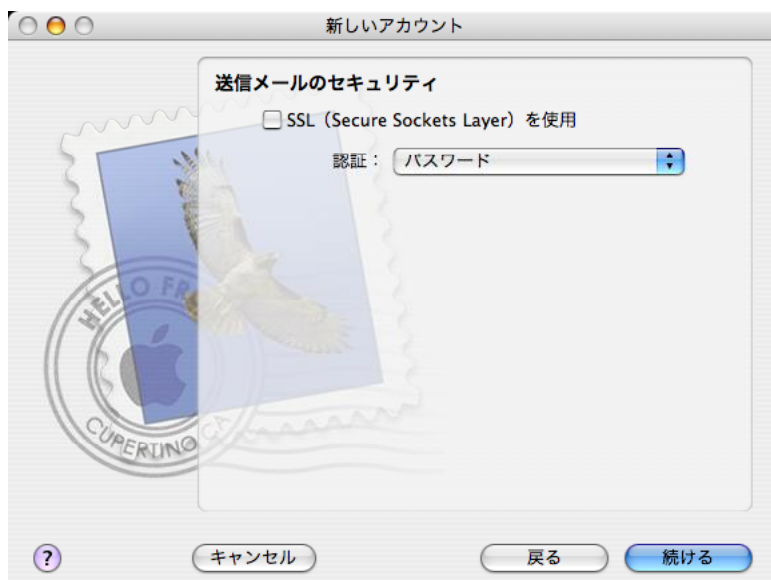 新しいアカウント
送信メールのセキュリティ
SSL（Secure Sockets Layer）を使用
認証： パスワード
HELLO FR
CUPERTINO CA
? キャンセル 戻る 続ける